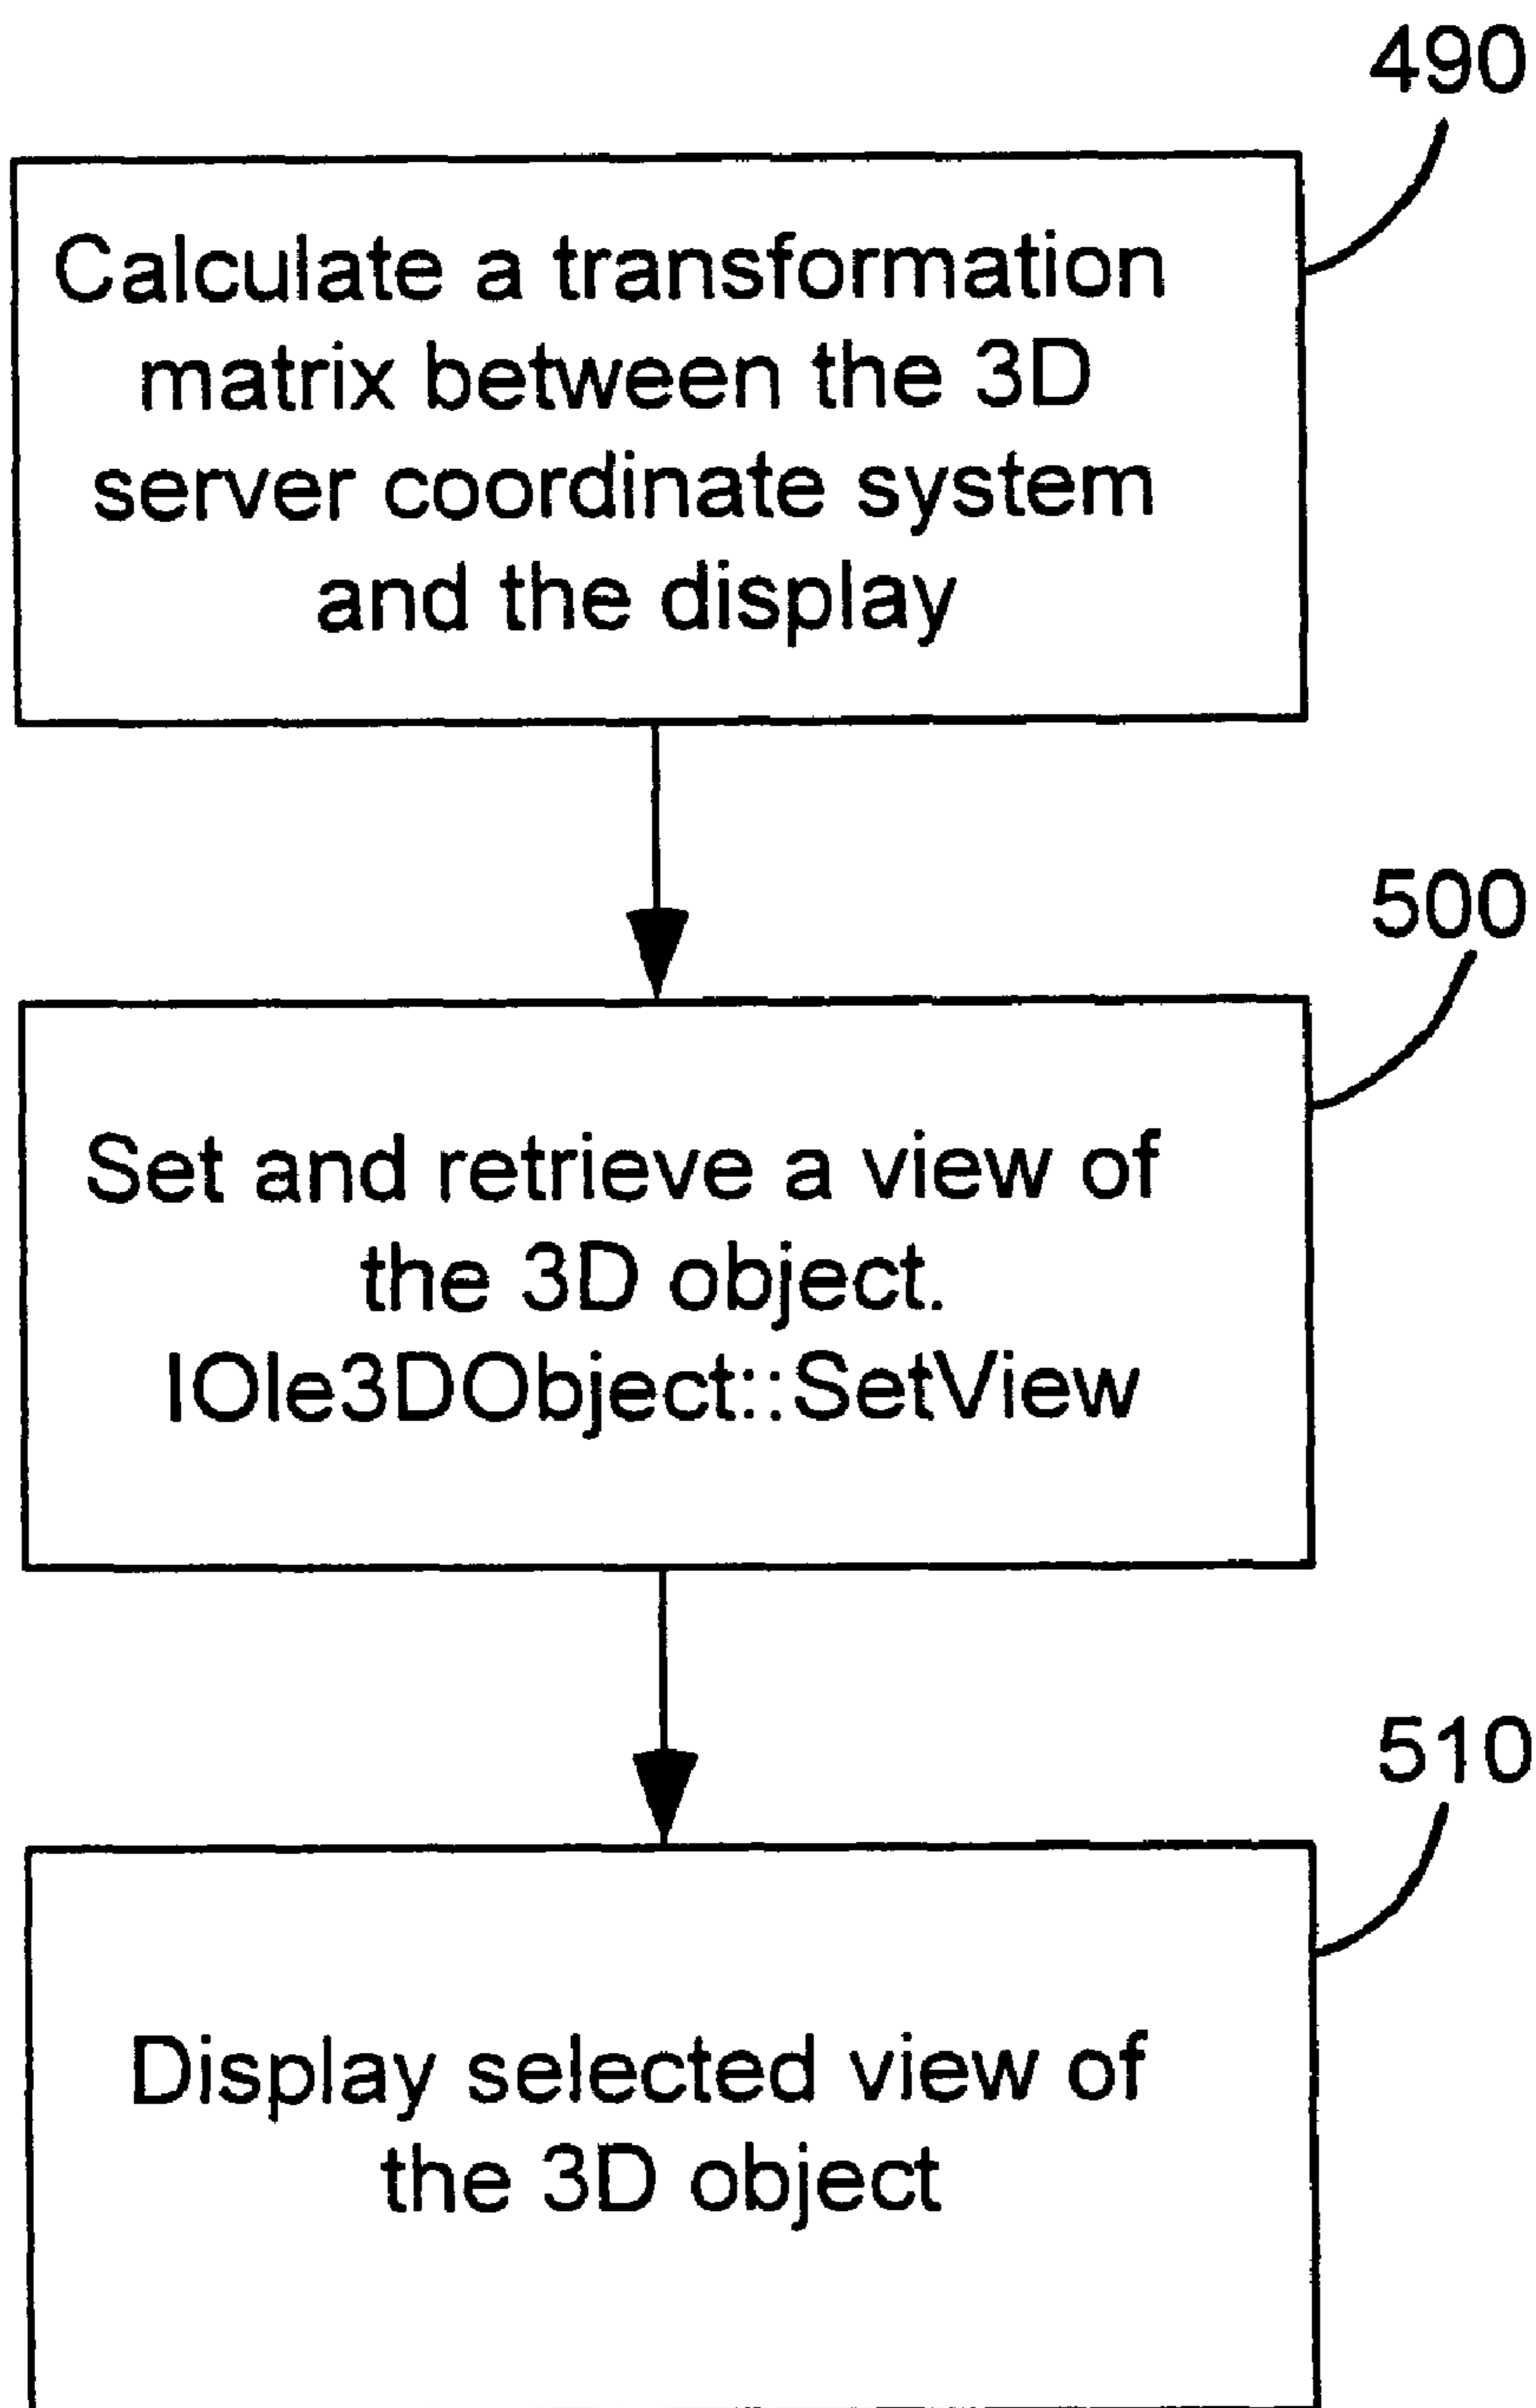 490
Calculate a transformation
matrix between the 3D
server coordinate system
and the display
500
Set and retrieve a view of
the 3D object.
IOle3DObject::SetView
510
Display selected view of
the 3D object